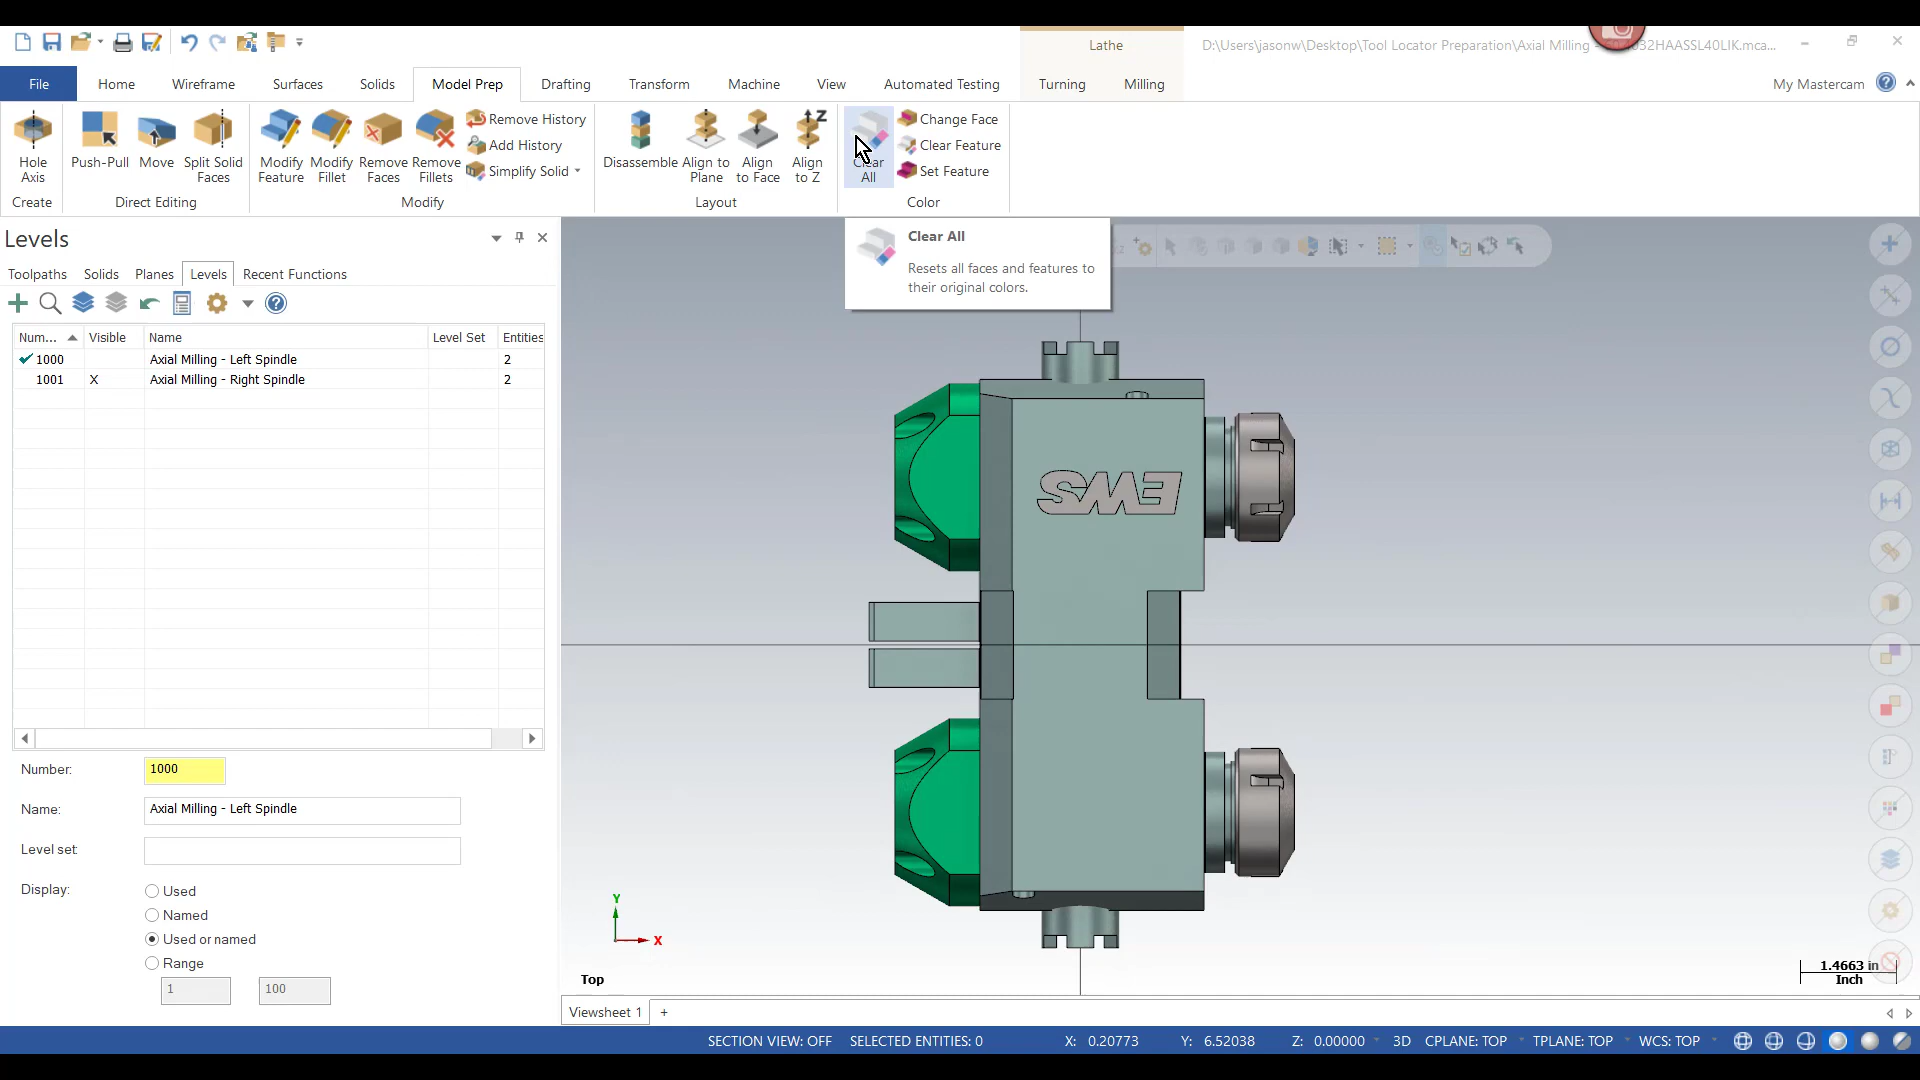 Lathe
D:\Users\jasonw\Desktop\Tool Locator Preparation\Axial Milling -
032HAASSL40LIK.mca...
File
Home
Wireframe
Surfaces
Solids
Model Prep
Drafting
Transform
Machine
View
Automated Testing
Turning
Milling
My Mastercam
Hole Axis
Push-Pull
Move
Split Solid Faces
Modify Feature
Modify Fillet
Remove Faces
Remove Fillets
Remove History
Add History
Simplify Solid
Disassemble
Align to Plane
Align to Face
Align to Z
Clear All
Change Face
Clear Feature
Set Feature
Create
Direct Editing
Modify
Layout
Color
Levels
Clear All
Resets all faces and features to
their original colors.
Toolpaths
Solids
Planes
Levels
Recent Functions
Num...
Visible
Name
Level Set
Entities
1000 Axial Milling - Left Spindle 2
1001 X Axial Milling - Right Spindle 2
EWS
Number: 1000
Name: Axial Milling - Left Spindle
Level set:
Display:
Used
Named
Used or named
Range
1
100
Y
X
Top
1.4663 in
Inch
Viewsheet 1 +
SECTION VIEW: OFF
SELECTED ENTITIES: 0
X: 0.20773
Y: 6.52038
Z: 0.00000
3D
CPLANE: TOP
TPLANE: TOP
WCS: TOP